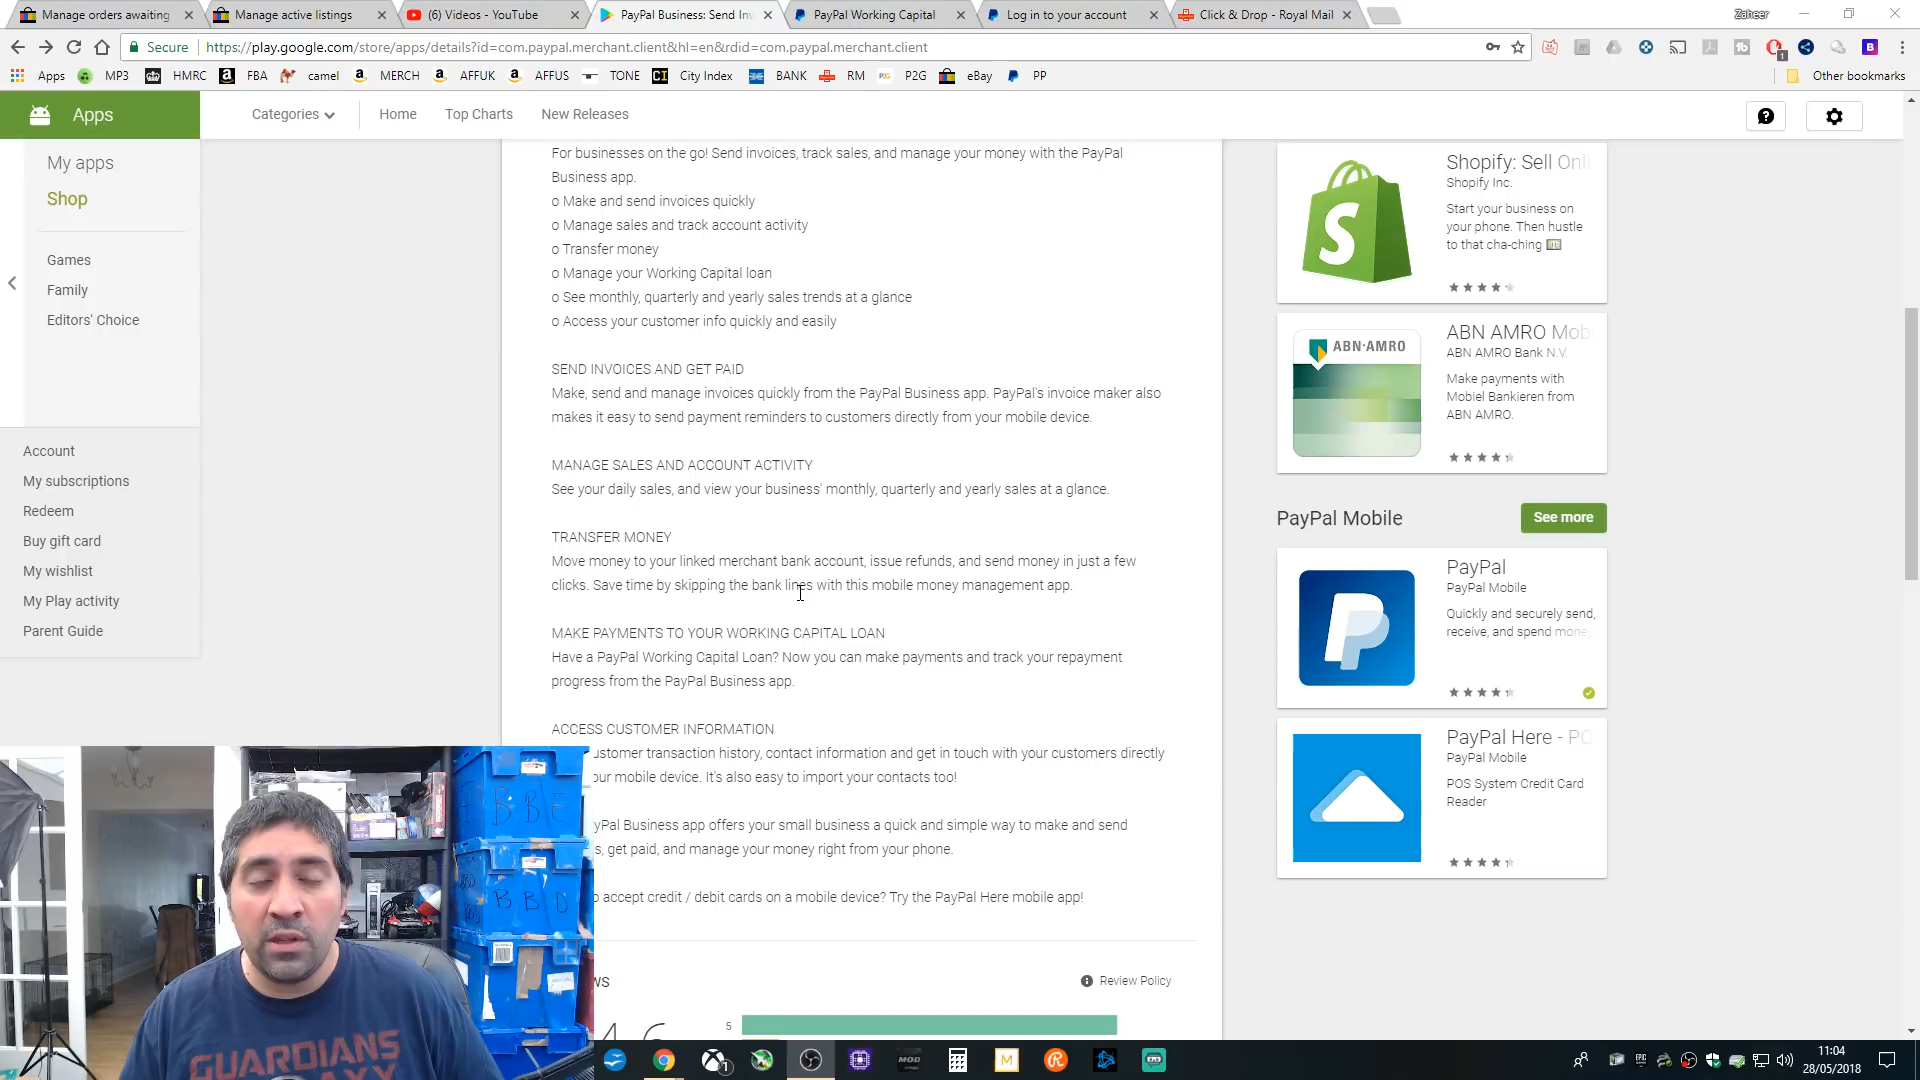 Manage orders awaiting
Manage active listings
(6) Videos - YouTube
PayPal Business: Send In
PayPal Working Capital
Log in to your account
Click & Drop - Royal Mail
Zaheer
Secure
https://play.google.com/store/apps/details?id=com.paypal.merchant.client&hl=en&rdid=com.paypal.merchant.client
Apps
MP3
HMRC
FBA
camel
MERCH
AFFUK
AFFUS
TONE
City Index
BANK
RM
P2G
eBay
PP
Other bookmarks
Apps
Categories
Home
Top Charts
New Releases
My apps
Shop
Games
Family
Editors' Choice
Account
My subscriptions
Redeem
Buy gift card
My wishlist
My Play activity
Parent Guide
For businesses on the go! Send invoices, track sales, and manage your money with the PayPal
Business app.
o Make and send invoices quickly
o Manage sales and track account activity
o Transfer money
o Manage your Working Capital loan
o See monthly, quarterly and yearly sales trends at a glance
o Access your customer info quickly and easily
SEND INVOICES AND GET PAID
Make, send and manage invoices quickly from the PayPal Business app. PayPal's invoice maker also
makes it easy to send payment reminders to customers directly from your mobile device.
MANAGE SALES AND ACCOUNT ACTIVITY
See your daily sales, and view your business' monthly, quarterly and yearly sales at a glance.
TRANSFER MONEY
Move money to your linked merchant bank account, issue refunds, and send money in just a few
clicks. Save time by skipping the bank lines with this mobile money management app.
MAKE PAYMENTS TO YOUR WORKING CAPITAL LOAN
Have a PayPal Working Capital Loan? Now you can make payments and track your repayment
progress from the PayPal Business app.
ACCESS CUSTOMER INFORMATION
ustomer transaction history, contact information and get in touch with your customers directly
our mobile device. It's also easy to import your contacts too!
yPal Business app offers your small business a quick and simple way to make and send
s, get paid, and manage your money right from your phone.
o accept credit / debit cards on a mobile device? Try the PayPal Here mobile app!
ws
Review Policy
4.6
5
Shopify: Sell Onli
Shopify Inc.
Start your business on
your phone. Then hustle
to that cha-ching
ABN·AMRO
ABN AMRO Mob
ABN AMRO Bank N.V.
Make payments with
Mobiel Bankieren from
ABN AMRO.
PayPal Mobile
See more
PayPal
PayPal Mobile
Quickly and securely send,
receive, and spend mone
PayPal Here - PO
PayPal Mobile
POS System Credit Card
Reader
B B E
B B D
GUARDIANS
11:04
28/05/2018